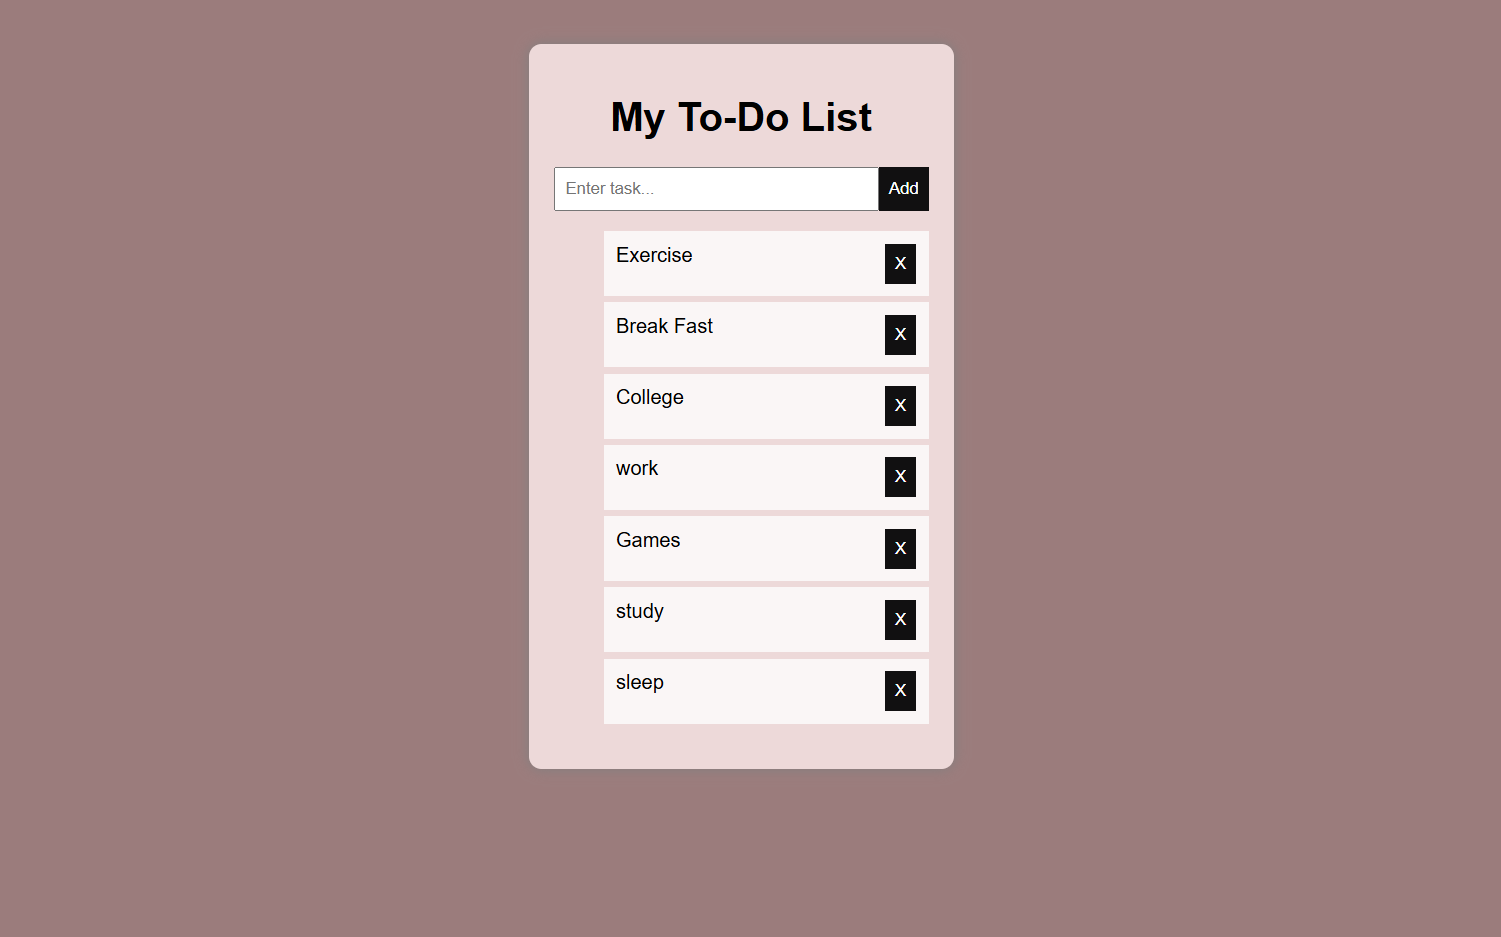 My To-Do List
Enter task...
Add
Exercise
X
Break Fast
X
College
X
work
X
Games
X
study
X
sleep
X